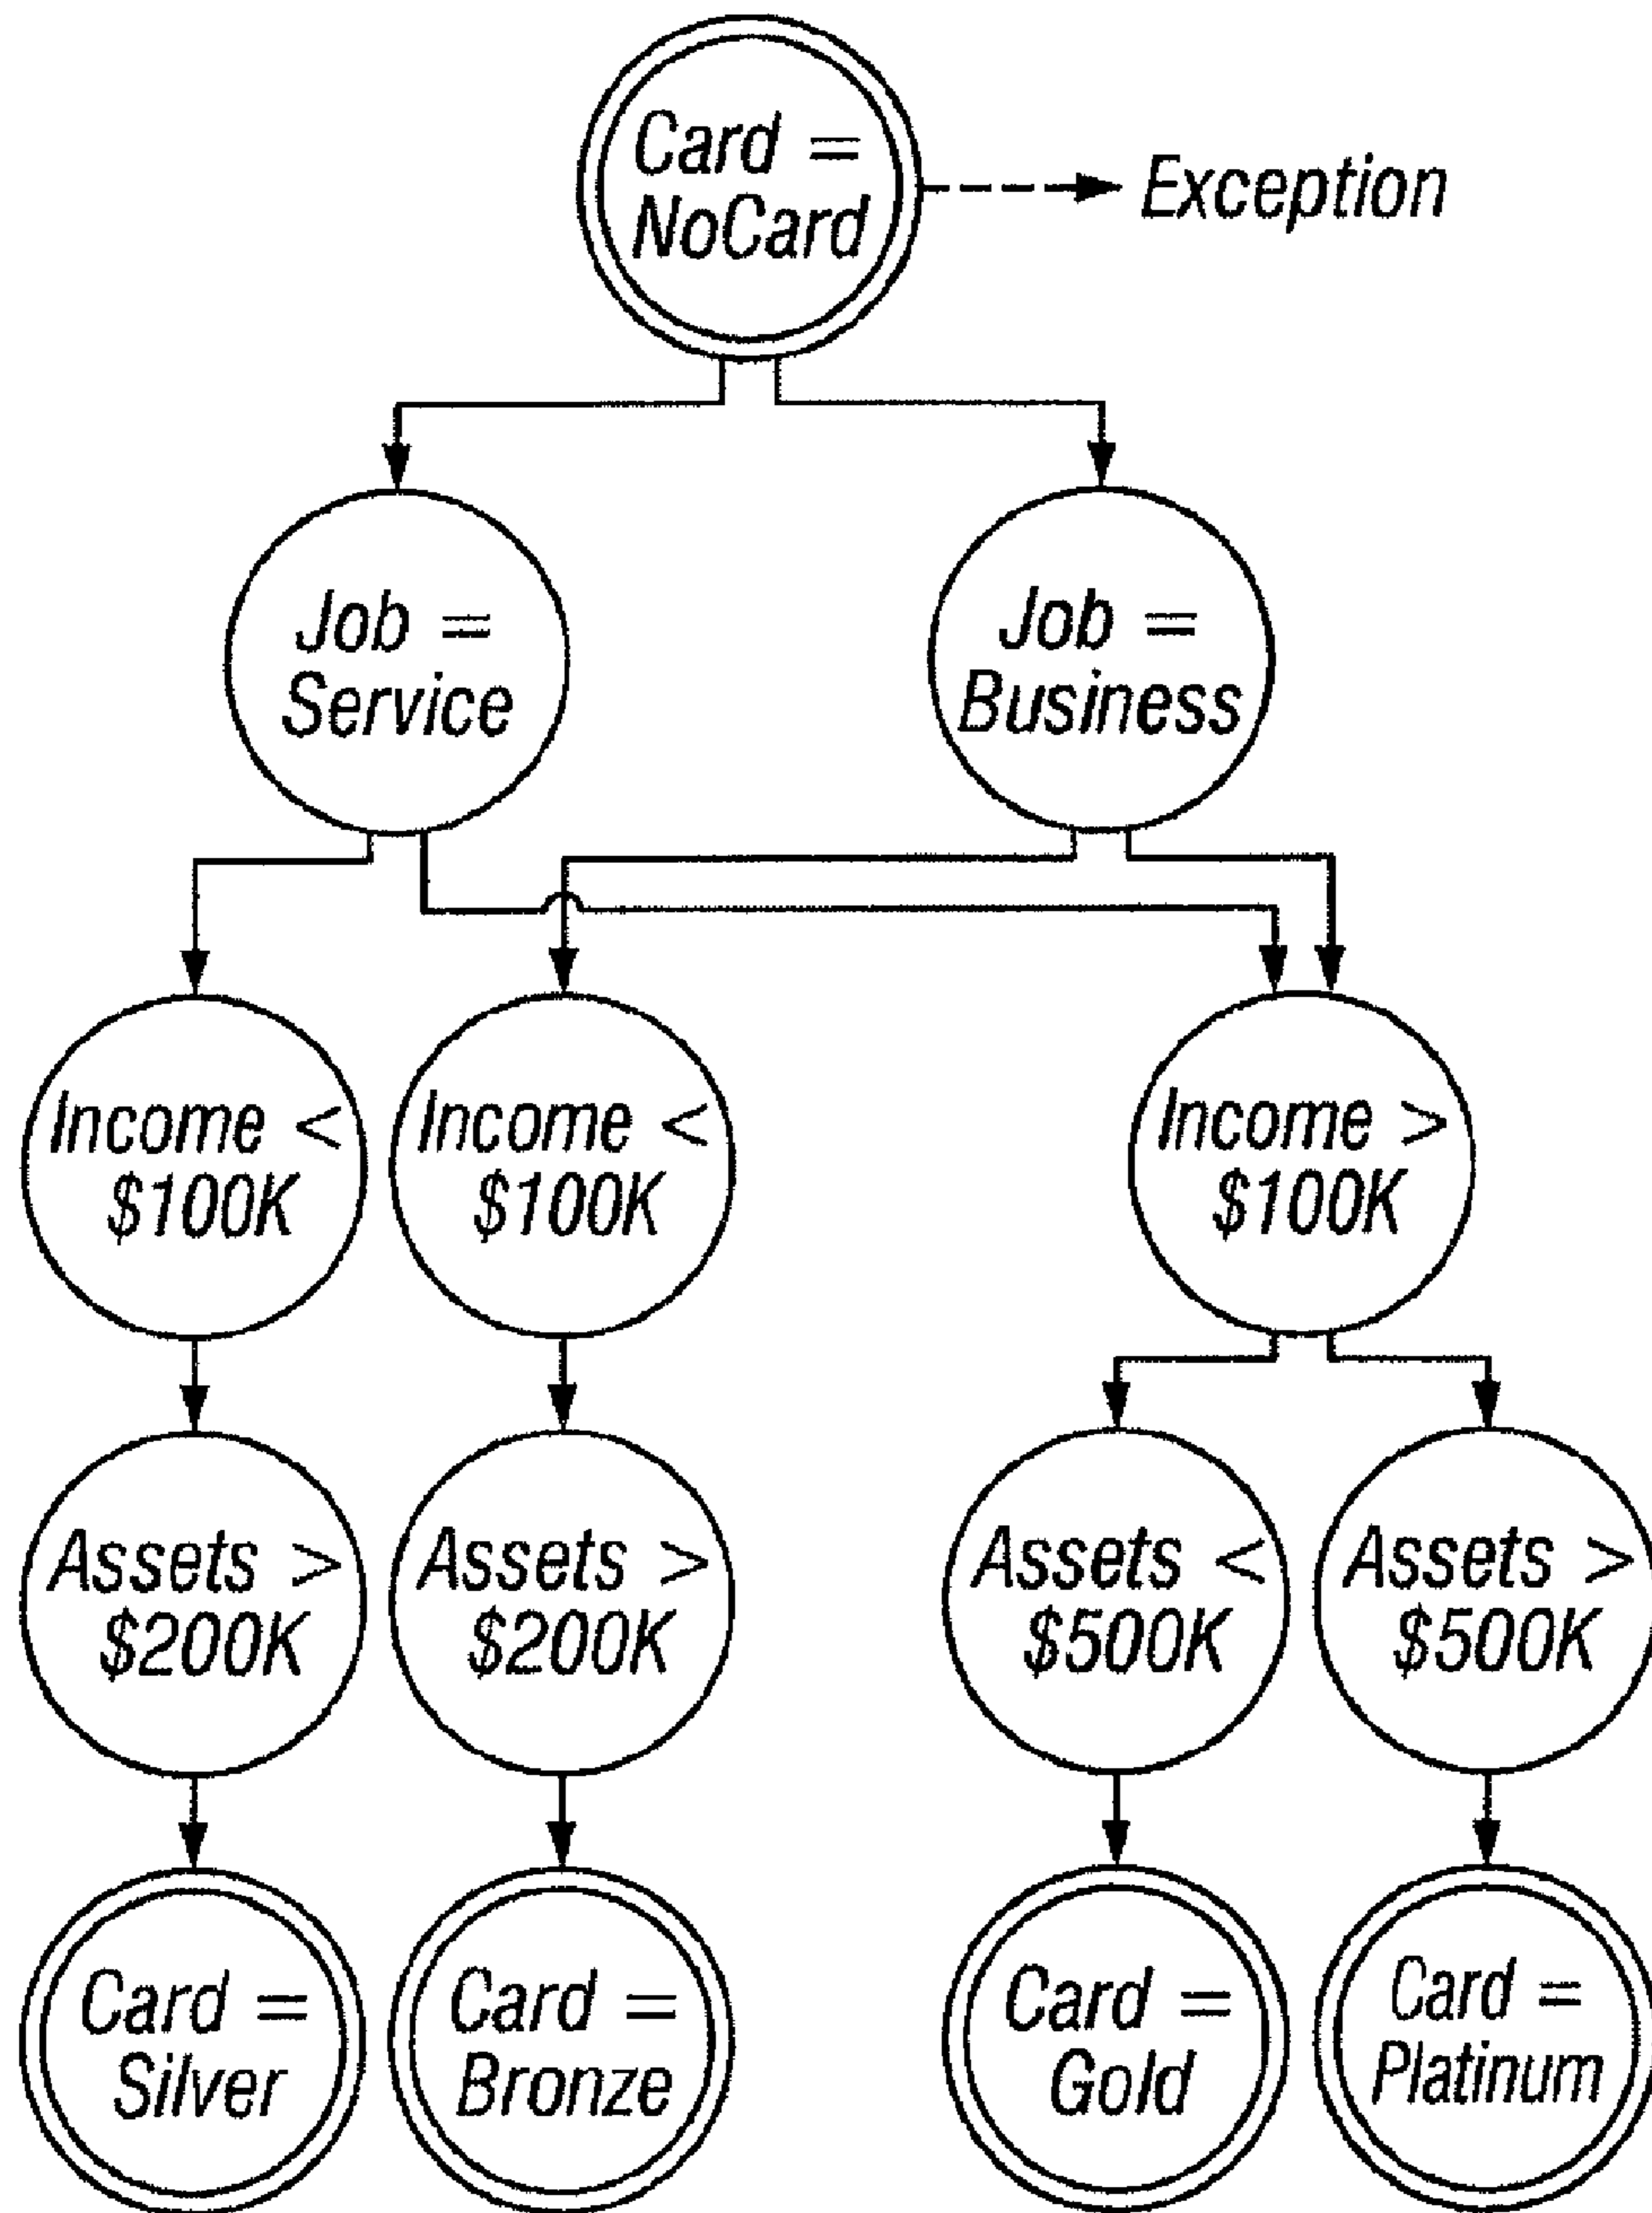 Card =
NoCard
Exception
Job =
Service
Job =
Business
Income <
$100K
Income <
$100K
Income >
$100K
Assets >
$200K
Assets >
$200K
Assets <
$500K
Assets >
$500K
Card =
Silver
Card =
Bronze
Card =
Gold
Card =
Platinum